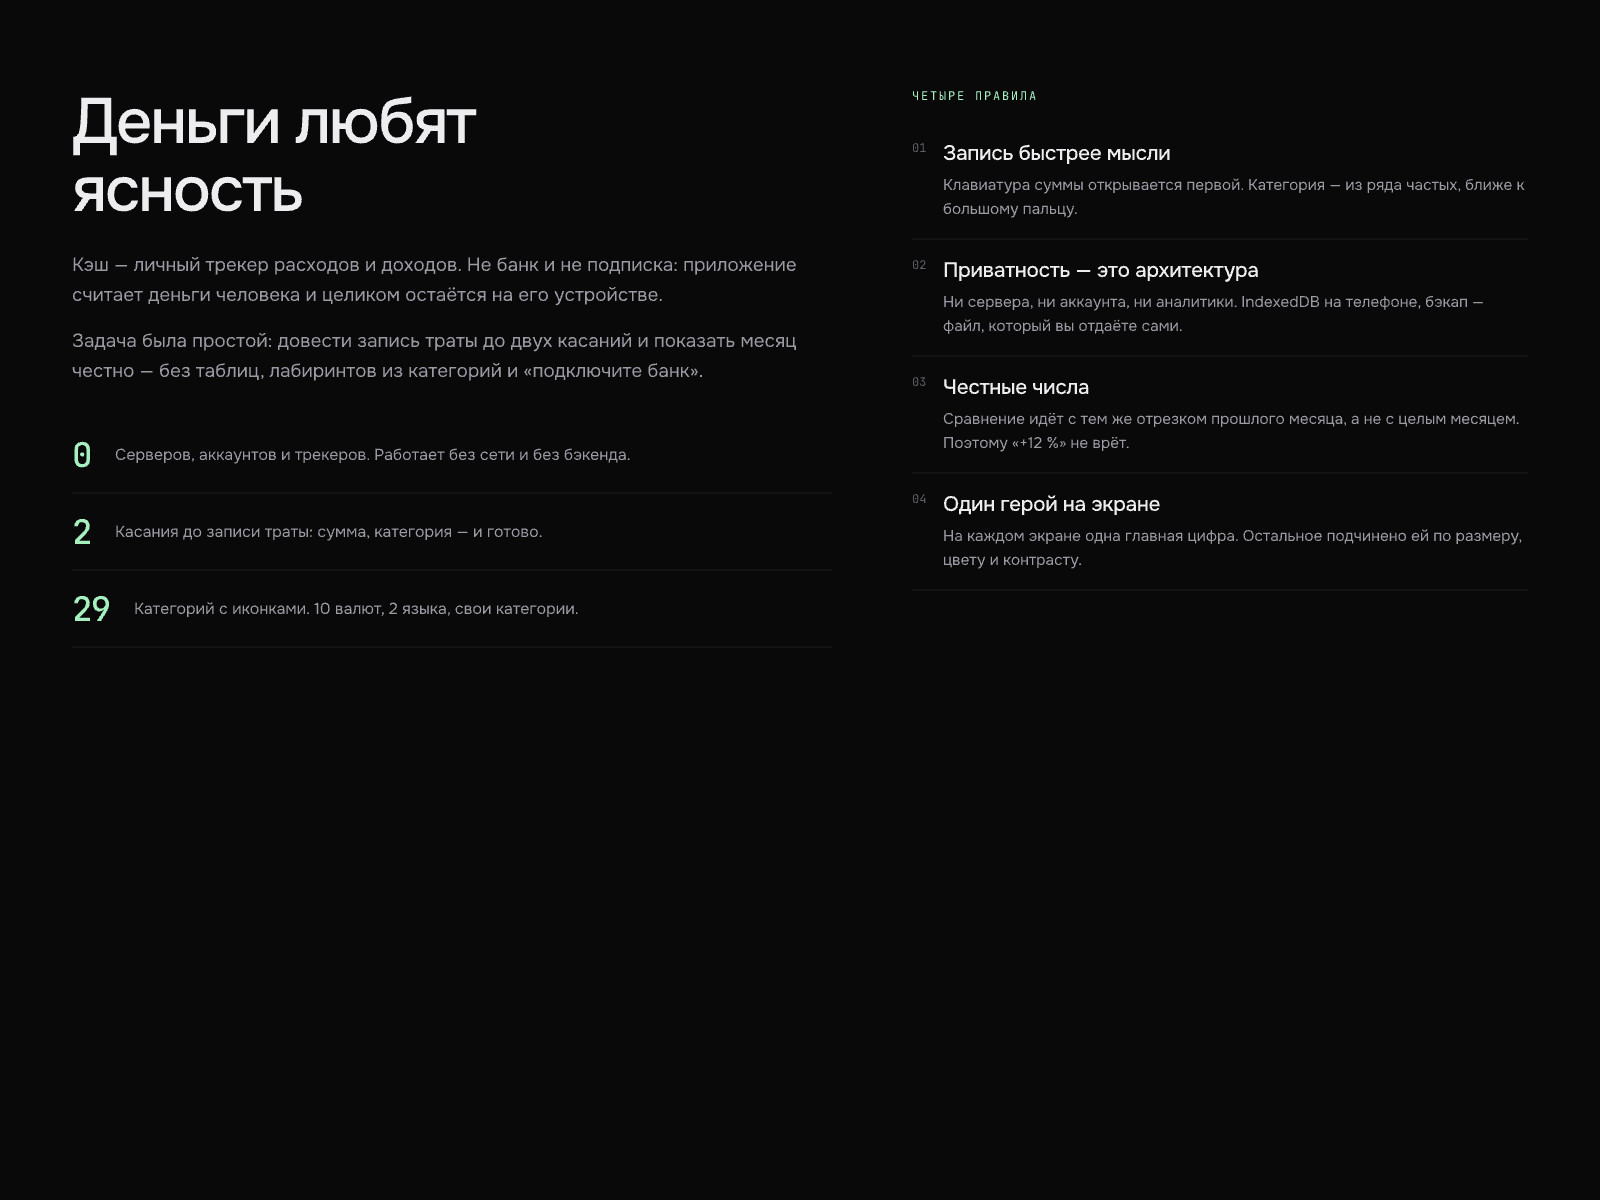 Деньги любят
ясность
Кэш — личный трекер расходов и доходов. Не банк и не подписка: приложение
считает деньги человека и целиком остаётся на его устройстве.
Задача была простой: довести запись траты до двух касаний и показать месяц
честно — без таблиц, лабиринтов из категорий и «подключите банк».
0 Серверов, аккаунтов и трекеров. Работает без сети и без бэкенда.
2 Касания до записи траты: сумма, категория — и готово.
29 Категорий с иконками. 10 валют, 2 языка, свои категории.
ЧЕТЫРЕ ПРАВИЛА
01 Запись быстрее мысли
Клавиатура суммы открывается первой. Категория — из ряда частых, ближе к
большому пальцу.
02 Приватность — это архитектура
Ни сервера, ни аккаунта, ни аналитики. IndexedDB на телефоне, бэкап —
файл, который вы отдаёте сами.
03 Честные числа
Сравнение идёт с тем же отрезком прошлого месяца, а не с целым месяцем.
Поэтому «+12 %» не врёт.
04 Один герой на экране
На каждом экране одна главная цифра. Остальное подчинено ей по размеру,
цвету и контрасту.